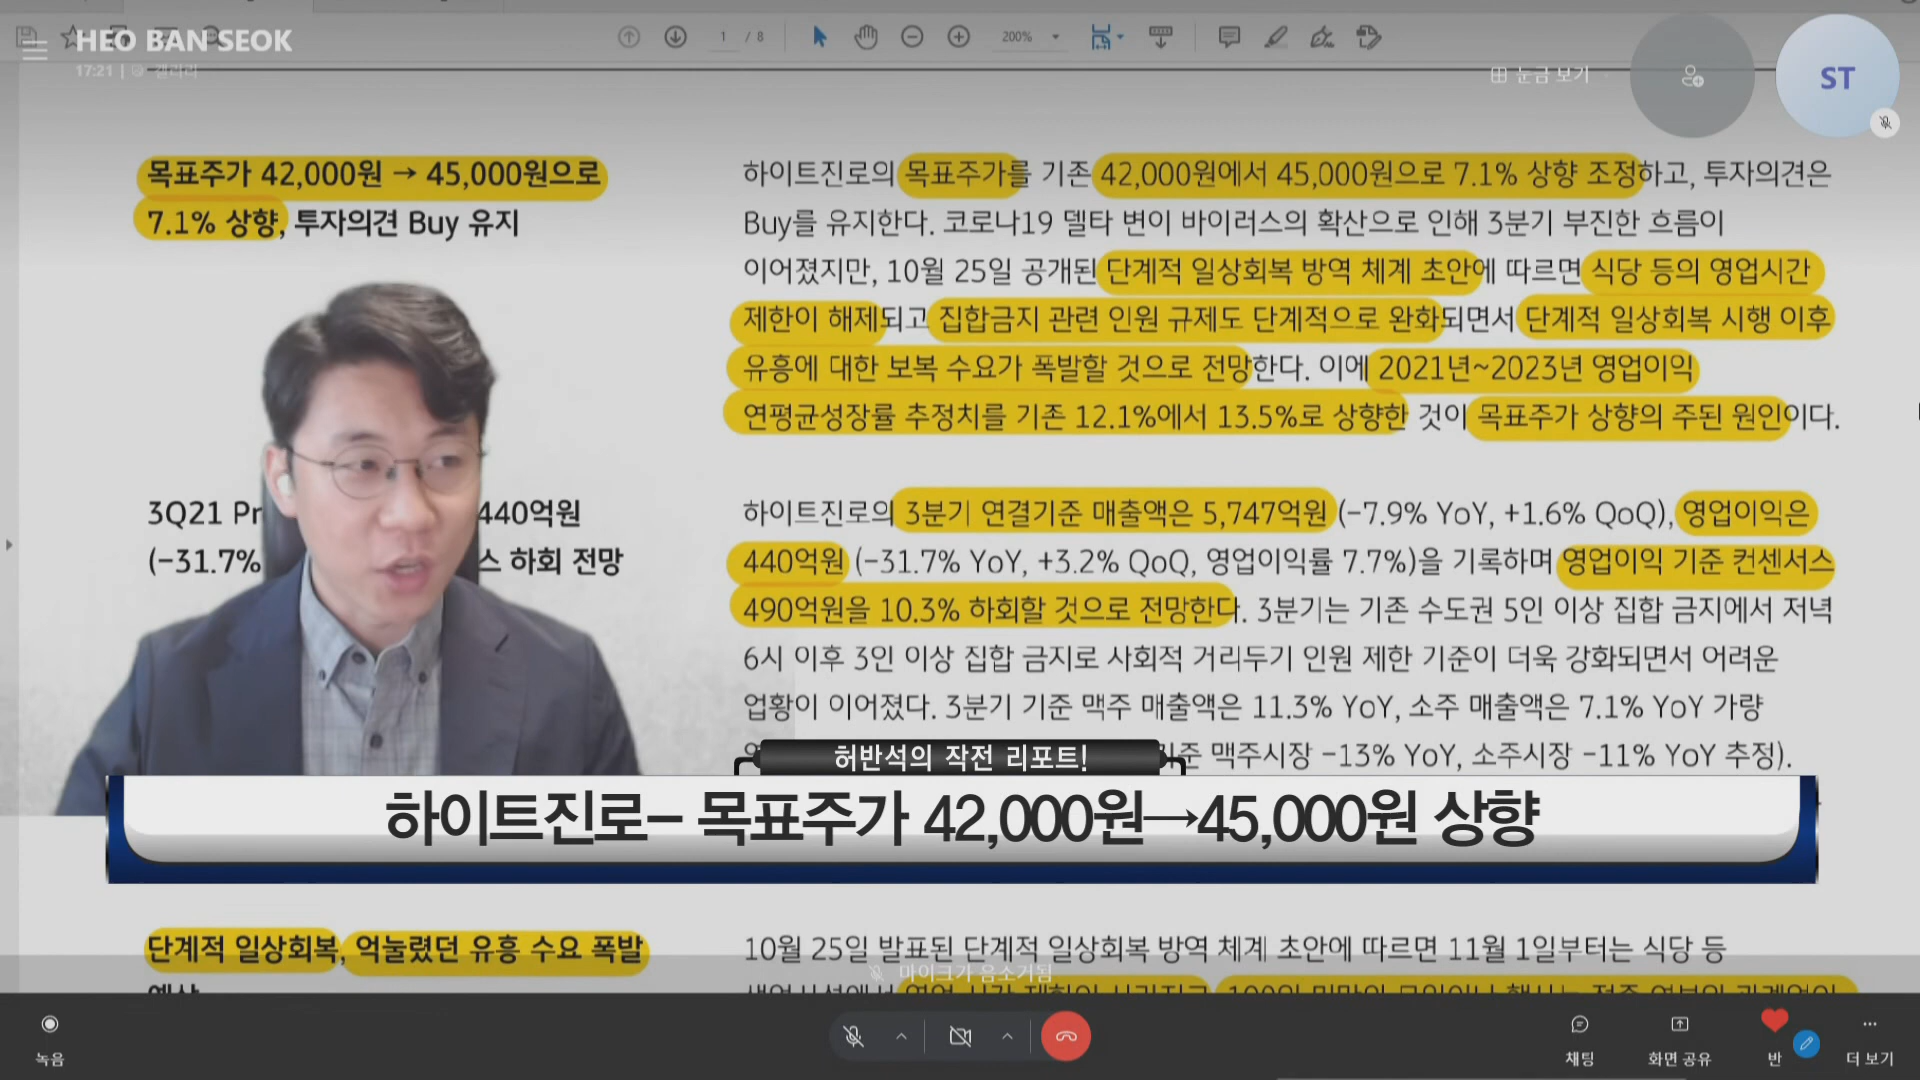 HEO BAN SEOK
17:21 | 갤러리
1 / 8
200%
눈금 보기
ST
목표주가 42,000원 → 45,000원으로
7.1% 상향, 투자의견 Buy 유지
하이트진로의 목표주가를 기존 42,000원에서 45,000원으로 7.1% 상향 조정하고, 투자의견은
Buy를 유지한다. 코로나19 델타 변이 바이러스의 확산으로 인해 3분기 부진한 흐름이
이어졌지만, 10월 25일 공개된 단계적 일상회복 방역 체계 초안에 따르면 식당 등의 영업시간
제한이 해제되고 집합금지 관련 인원 규제도 단계적으로 완화되면서 단계적 일상회복 시행 이후
유흥에 대한 보복 수요가 폭발할 것으로 전망한다. 이에 2021년~2023년 영업이익
연평균성장률 추정치를 기존 12.1%에서 13.5%로 상향한 것이 목표주가 상향의 주된 원인이다.
3Q21 Pr 440억원
(-31.7% 스 하회 전망
하이트진로의 3분기 연결기준 매출액은 5,747억원 (-7.9% YoY, +1.6% QoQ), 영업이익은
440억원 (-31.7% YoY, +3.2% QoQ, 영업이익률 7.7%)을 기록하며 영업이익 기준 컨센서스
490억원을 10.3% 하회할 것으로 전망한다. 3분기는 기존 수도권 5인 이상 집합 금지에서 저녁
6시 이후 3인 이상 집합 금지로 사회적 거리두기 인원 제한 기준이 더욱 강화되면서 어려운
업황이 이어졌다. 3분기 기준 맥주 매출액은 11.3% YoY, 소주 매출액은 7.1% YoY 가량
준 맥주시장 -13% YoY, 소주시장 -11% YoY 추정).
허반석의 작전 리포트!
하이트진로- 목표주가 42,000원→45,000원 상향
단계적 일상회복, 억눌렸던 유흥 수요 폭발
10월 25일 발표된 단계적 일상회복 방역 체계 초안에 따르면 11월 1일부터는 식당 등
마이크가 음소거됨
녹음
채팅
화면 공유
반
더 보기